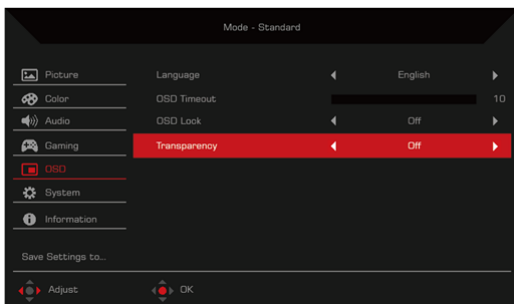 Mode - Standard
Picture
Language English
Color
OSD Timeout 10
Audio
OSD Lock Off
Gaming
Transparency Off
OSD
System
Information
Save Settings to...
Adjust OK